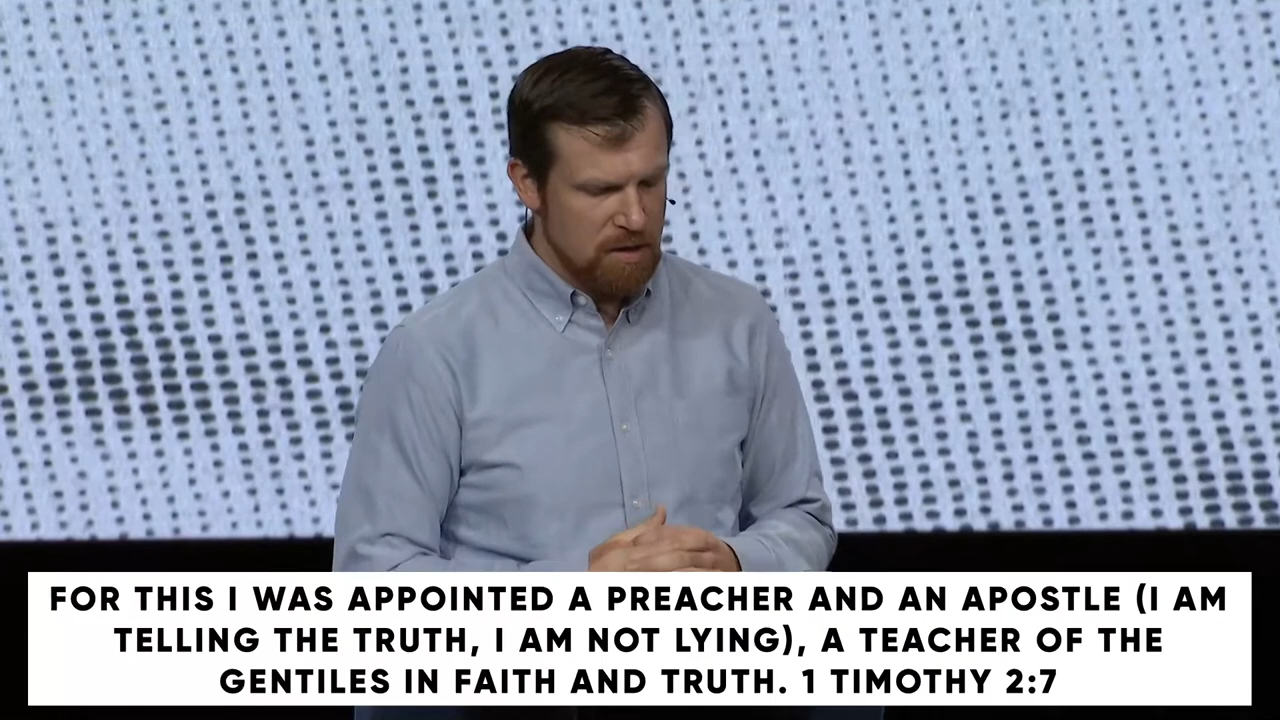 FOR THIS I WAS APPOINTED A PREACHER AND AN APOSTLE (I AM
TELLING THE TRUTH, I AM NOT LYING), A TEACHER OF THE
GENTILES IN FAITH AND TRUTH. 1 TIMOTHY 2:7